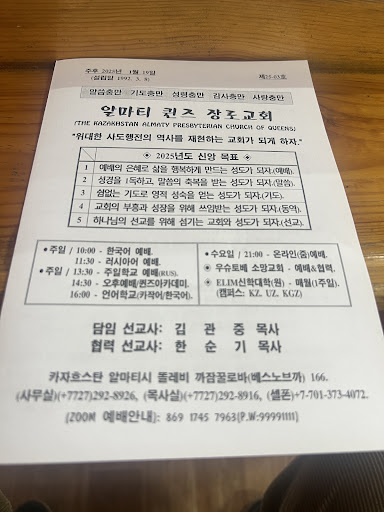 주후 2025년 1월 19일
(설립일 1992. 3. 8). 제25-03호
말씀충만 기도충만 성령충만 감사충만 사랑충만
알마티 퀸즈 장로교회
(THE KAZAKHSTAN ALMATY PRESBYTERIAN CHURCH OF QUEENS)
"위대한 사도행전의 역사를 재현하는 교회가 되게 하자."
◈ 2025년도 신앙 목표 ◈
1 예배의 은혜로 삶을 행복하게 만드는 성도가 되자.(예배).
2 성경을 1독하고, 말씀의 축복을 받는 성도가 되자.(말씀).
3 쉼없는 기도로 영적 성숙을 얻는 성도가 되자.(기도).
4 교회의 부흥과 성장을 위해 쓰임받는 성도가 되자.(동역).
5 하나님의 선교를 위해 섬기는 교회와 성도가 되자.(선교).
• 주일 / 10:00 - 한국어 예배.
11:30 - 러시아어 예배.
• 주일 / 13:30 - 주일학교 예배(RUS).
14:30 - 오후예배/퀸즈아카데미.
16:00 - 언어학교(카작어/한국어).
◉ 수요일 / 21:00 - 온라인(줌)예배.
◉ 우슈토베 소망교회 - 예배&협력.
◉ ELIM신학대학(원) - 매월(1주일).
(캠퍼스: KZ. UZ. KGZ)
담임 선교사: 김 관 중 목사
협력 선교사: 한 순 기 목사
카자흐스탄 알마티시 똘레비 까잠꿀로바(베스노브까) 166.
(사무실)(+7727)292-8926, (목사실)(+7727)292-8916, (셀폰)+7-701-373-4072.
{ZOOM 예배안내}: 869 1745 7963(P.W:99991111}